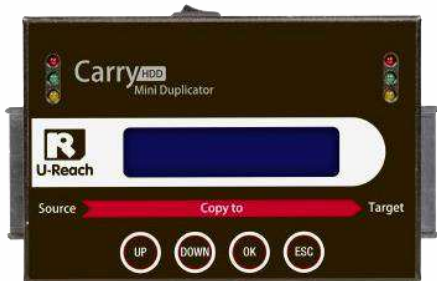 Carry HDD
Mini Duplicator
R
U-Reach
Source Copy to Target
UP DOWN OK ESC